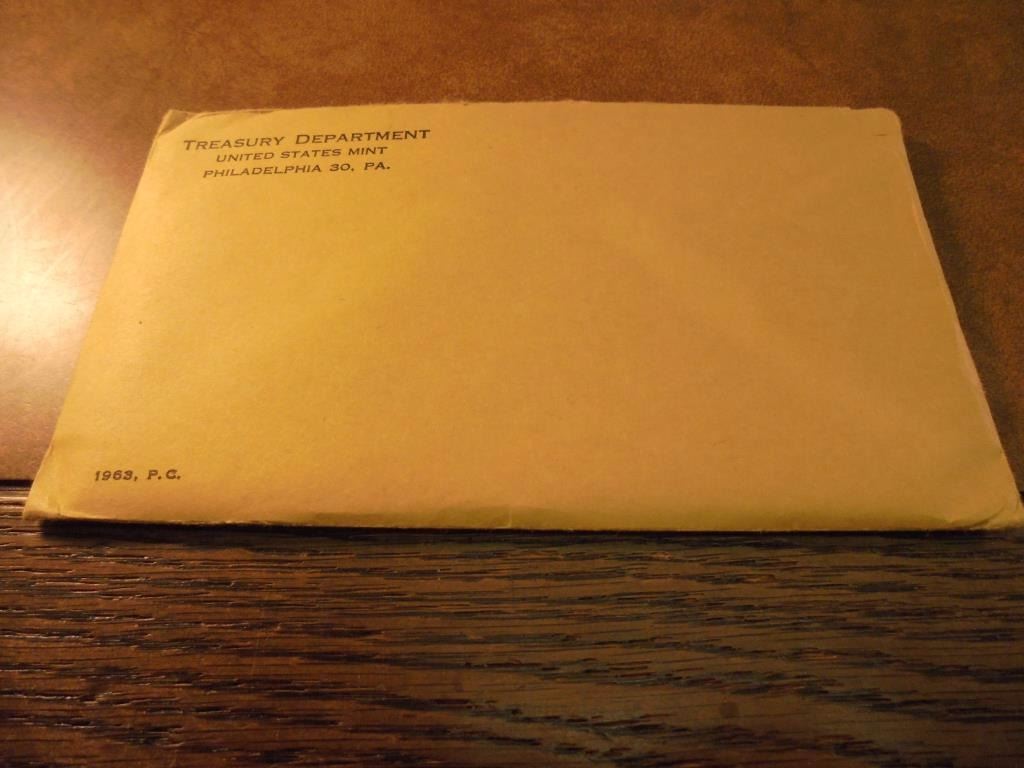 TREASURY DEPARTMENT
UNITED STATES MINT
PHILADELPHIA 30, PA.
1963, P.C.